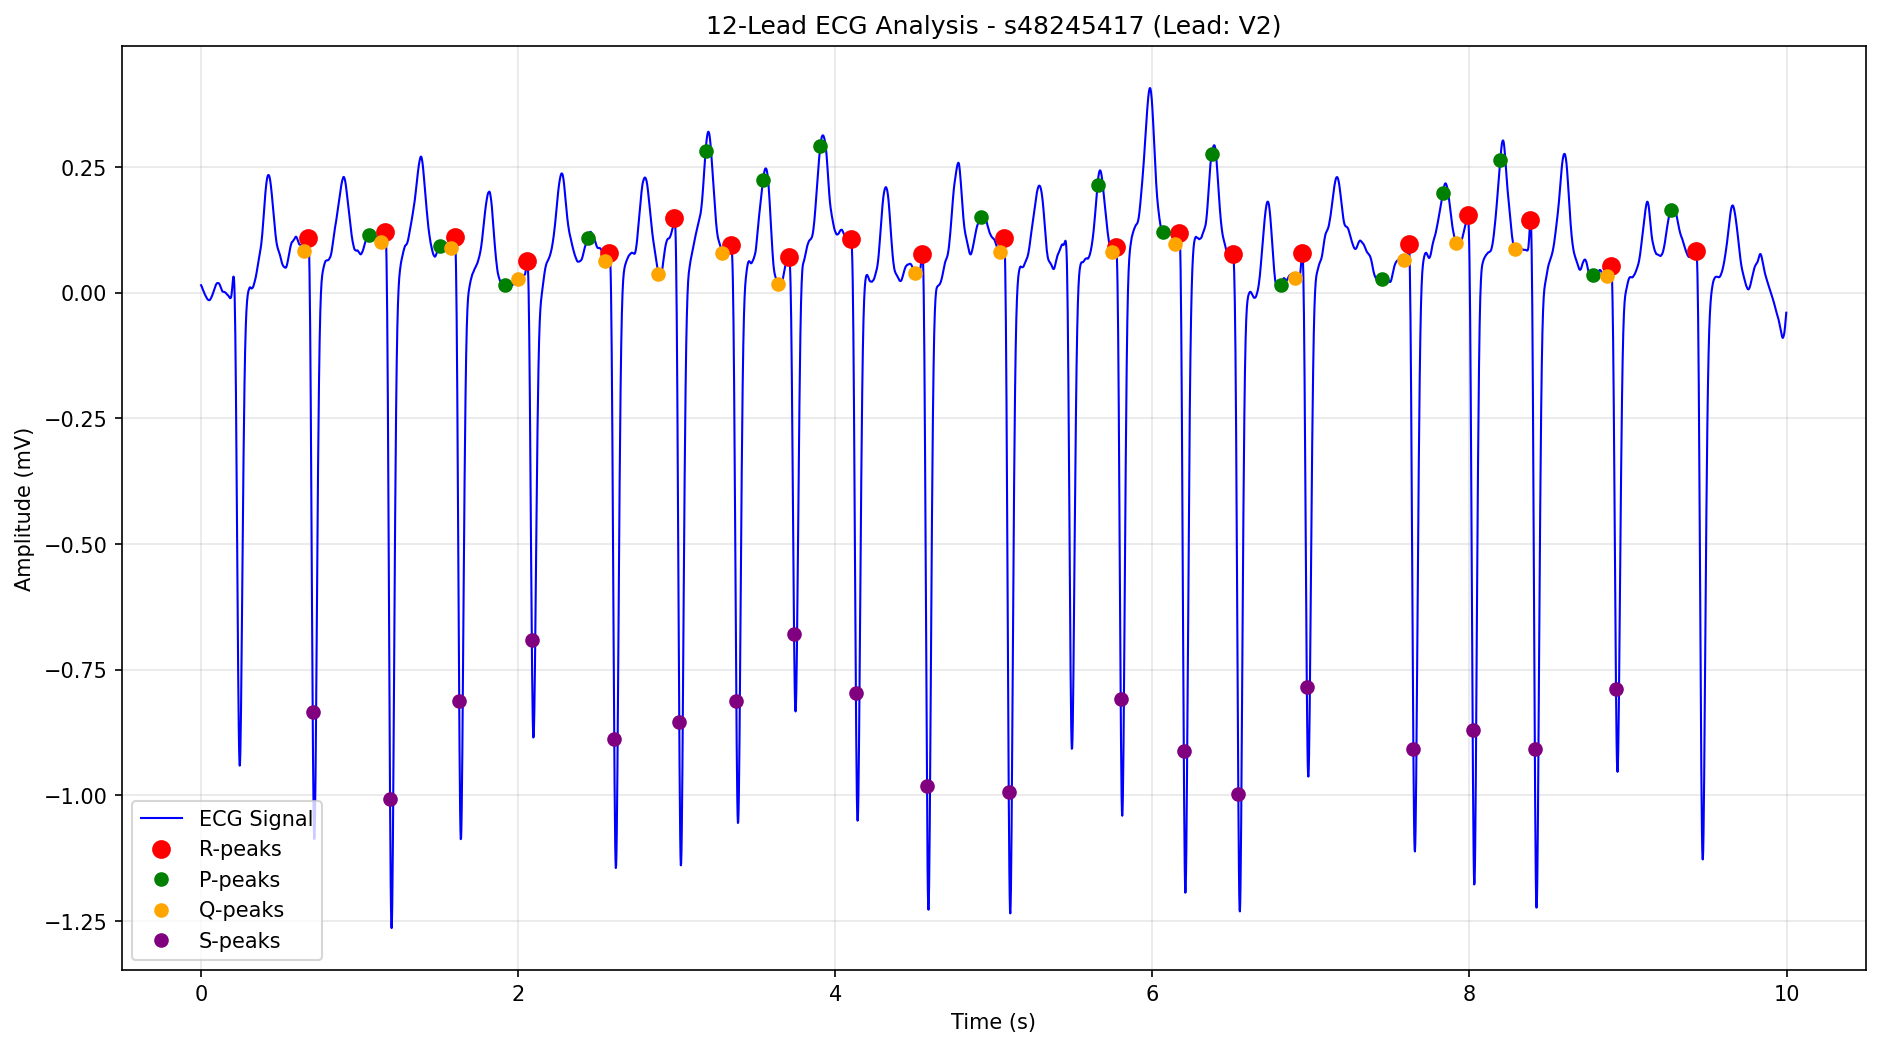 12-Lead ECG Analysis - s48245417 (Lead: V2)
Amplitude (mV)
0.25
0.00
−0.25
−0.50
−0.75
−1.00
−1.25
ECG Signal
R-peaks
P-peaks
Q-peaks
S-peaks
0 2 4 6 8 10
Time (s)